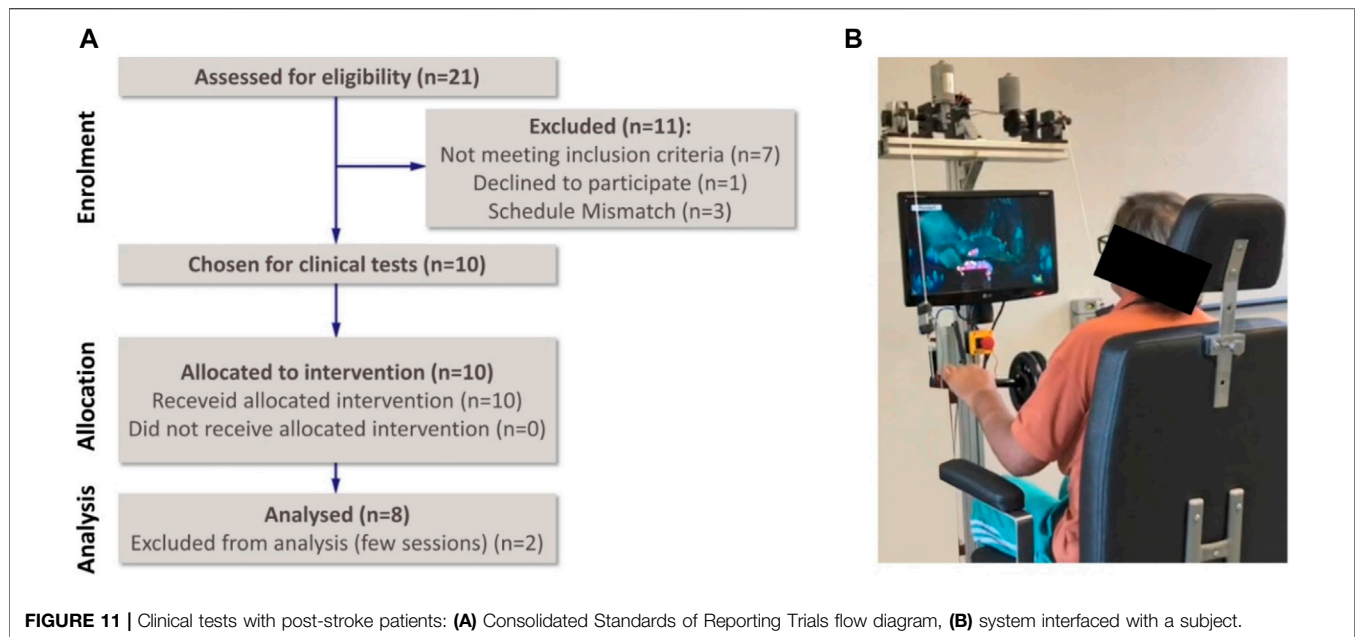 A
Assessed for eligibility (n=21)
Enrolment
Excluded (n=11):
Not meeting inclusion criteria (n=7)
Declined to participate (n=1)
Schedule Mismatch (n=3)
Chosen for clinical tests (n=10)
Allocation
Allocated to intervention (n=10)
Receveid allocated intervention (n=10)
Did not receive allocated intervention (n=0)
Analysis
Analysed (n=8)
Excluded from analysis (few sessions) (n=2)
B
FIGURE 11 | Clinical tests with post-stroke patients: (A) Consolidated Standards of Reporting Trials flow diagram, (B) system interfaced with a subject.